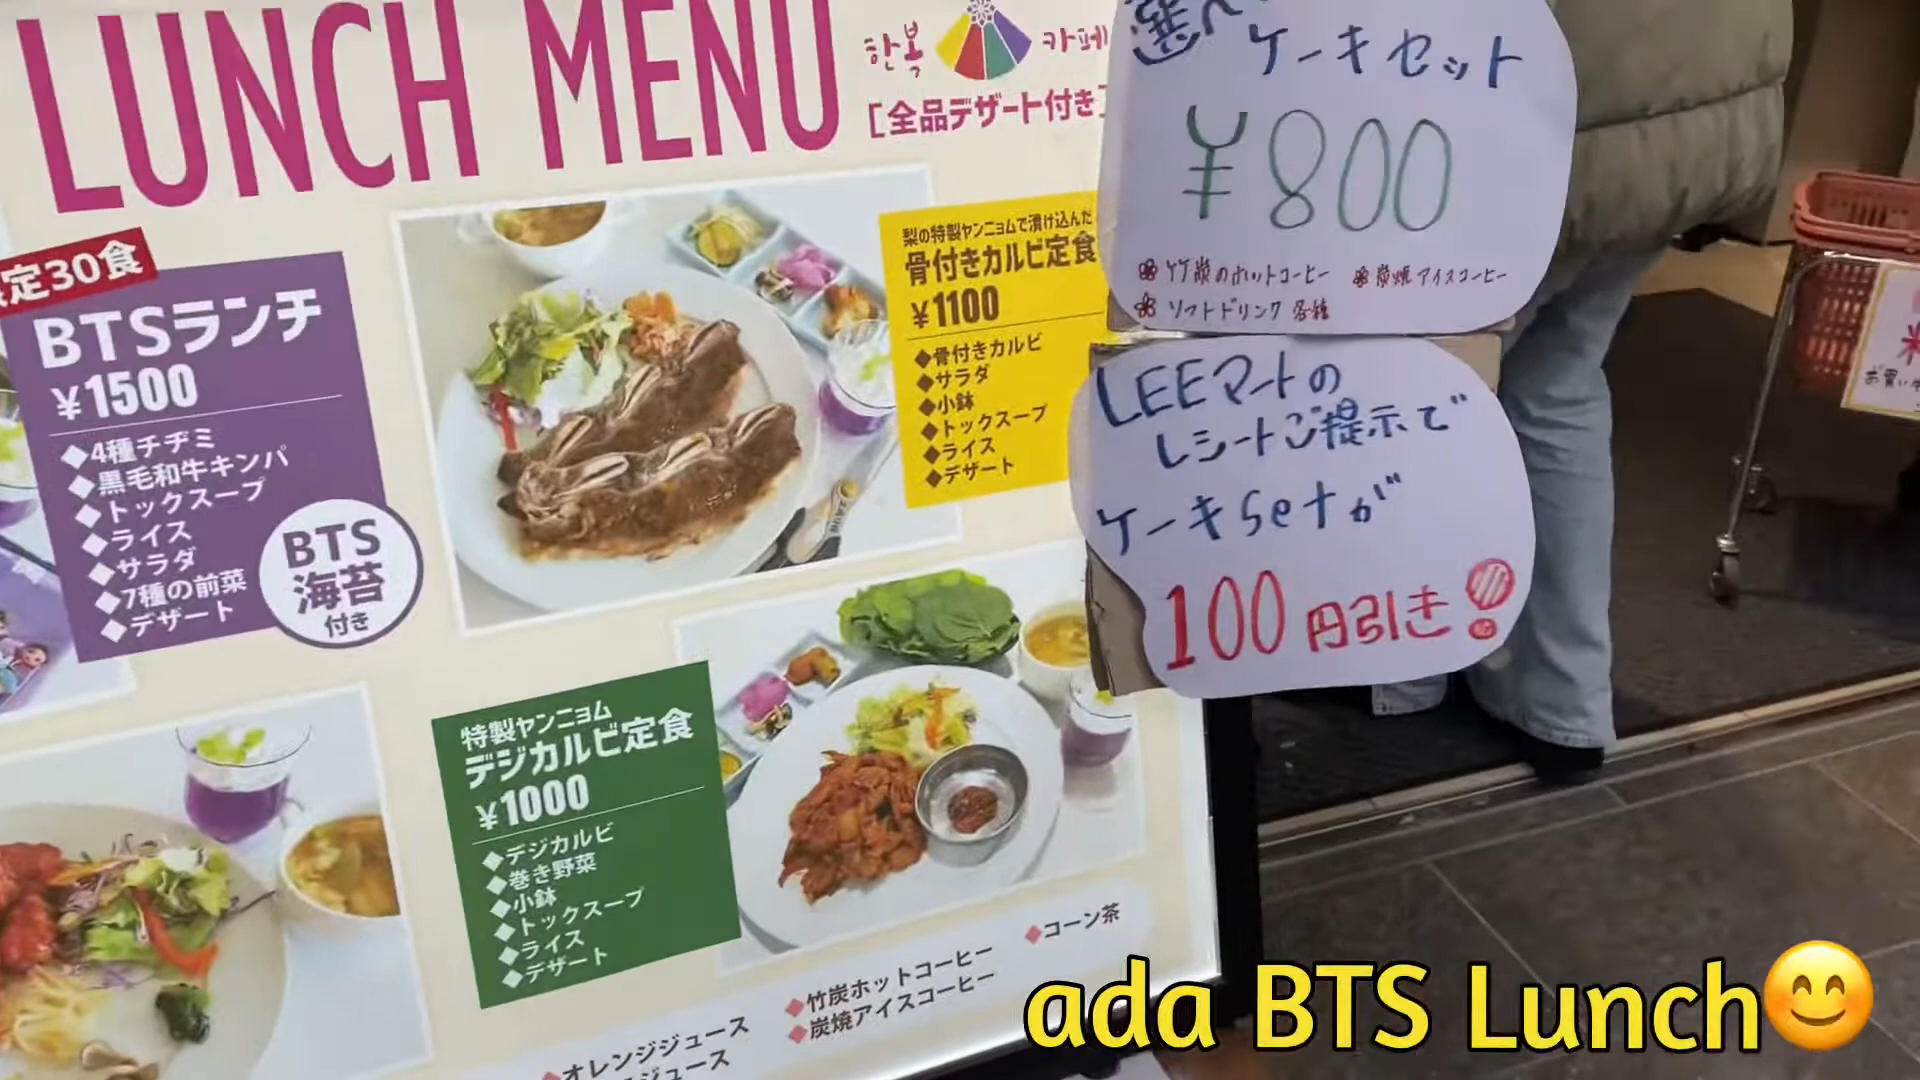 LUNCH MENU
한복 카페
[全品デザート付き]
定30食
BTSランチ
¥1500
◆4種チヂミ
◆黒毛和牛キンパ
◆トックスープ
◆ライス
◆サラダ
◆7種の前菜
◆デザート
BTS
海苔
付き
梨の特製ヤンニョムで漬け込んだ
骨付きカルビ定食
¥1100
◆骨付きカルビ
◆サラダ
◆小鉢
◆トックスープ
◆ライス
◆デザート
特製ヤンニョム
デジカルビ定食
¥1000
◆デジカルビ
◆巻き野菜
◆小鉢
◆トックスープ
◆ライス
◆デザート
◆コーン茶
◆竹炭ホットコーヒー
◆炭焼アイスコーヒー
◆オレンジジュース
ジュース
選べ
ケーキセット
¥800
竹炭のホットコーヒー 炭焼アイスコーヒー
ソフトドリンク 各種
LEEマートの
レシートご提示で
ケーキSetが
100円引き!
ada BTS Lunch😊